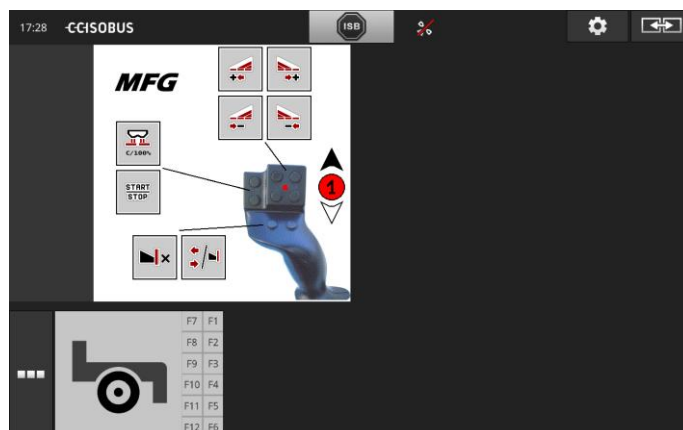 17:28 CCISOBUS ISB
MFG
C/100%
START
STOP
1
F7 F1
F8 F2
F9 F3
F10 F4
F11 F5
F12 F6